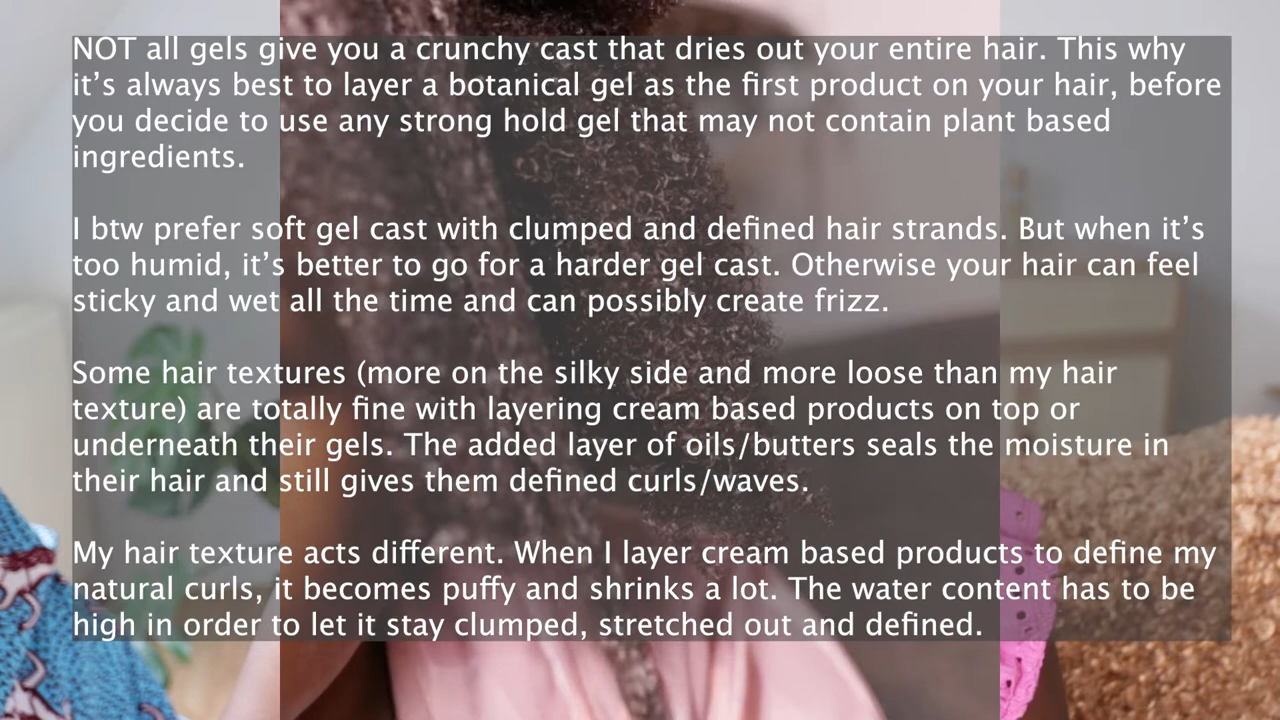 NOT all gels give you a crunchy cast that dries out your entire hair. This why
it’s always best to layer a botanical gel as the first product on your hair, before
you decide to use any strong hold gel that may not contain plant based
ingredients.
I btw prefer soft gel cast with clumped and defined hair strands. But when it’s
too humid, it’s better to go for a harder gel cast. Otherwise your hair can feel
sticky and wet all the time and can possibly create frizz.
Some hair textures (more on the silky side and more loose than my hair
texture) are totally fine with layering cream based products on top or
underneath their gels. The added layer of oils/butters seals the moisture in
their hair and still gives them defined curls/waves.
My hair texture acts different. When I layer cream based products to define my
natural curls, it becomes puffy and shrinks a lot. The water content has to be
high in order to let it stay clumped, stretched out and defined.